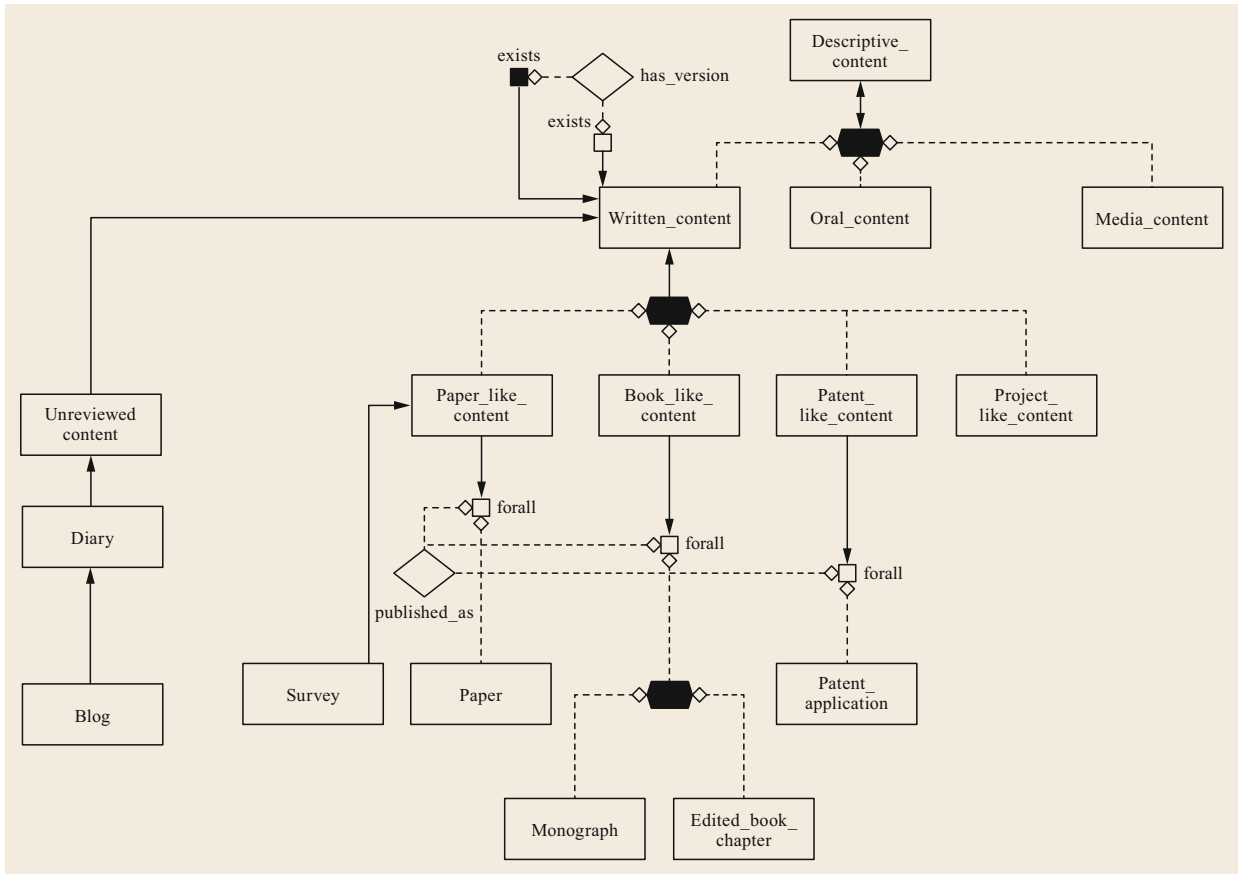 Descriptive_
content
exists
has_version
exists
Written_content
Oral_content
Media_content
Paper_like_
content
Book_like_
content
Patent_
like_content
Project_
like_content
Unreviewed
content
forall
Diary
forall
forall
published_as
Survey
Paper
Patent_
application
Blog
Monograph
Edited_book_
chapter